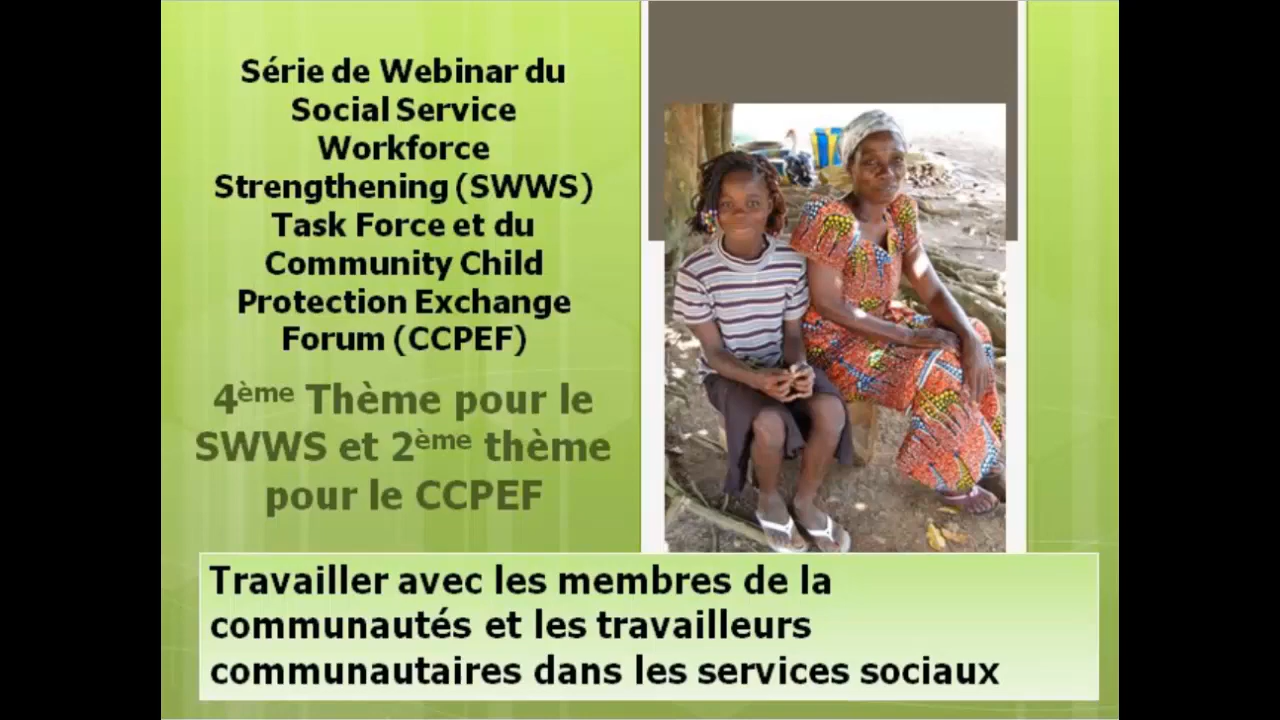 Série de Webinar du
Social Service
Workforce
Strengthening (SWWS)
Task Force et du
Community Child
Protection Exchange
Forum (CCPEF)
4ème Thème pour le
SWWS et 2ème thème
pour le CCPEF
Travailler avec les membres de la
communautés et les travailleurs
communautaires dans les services sociaux